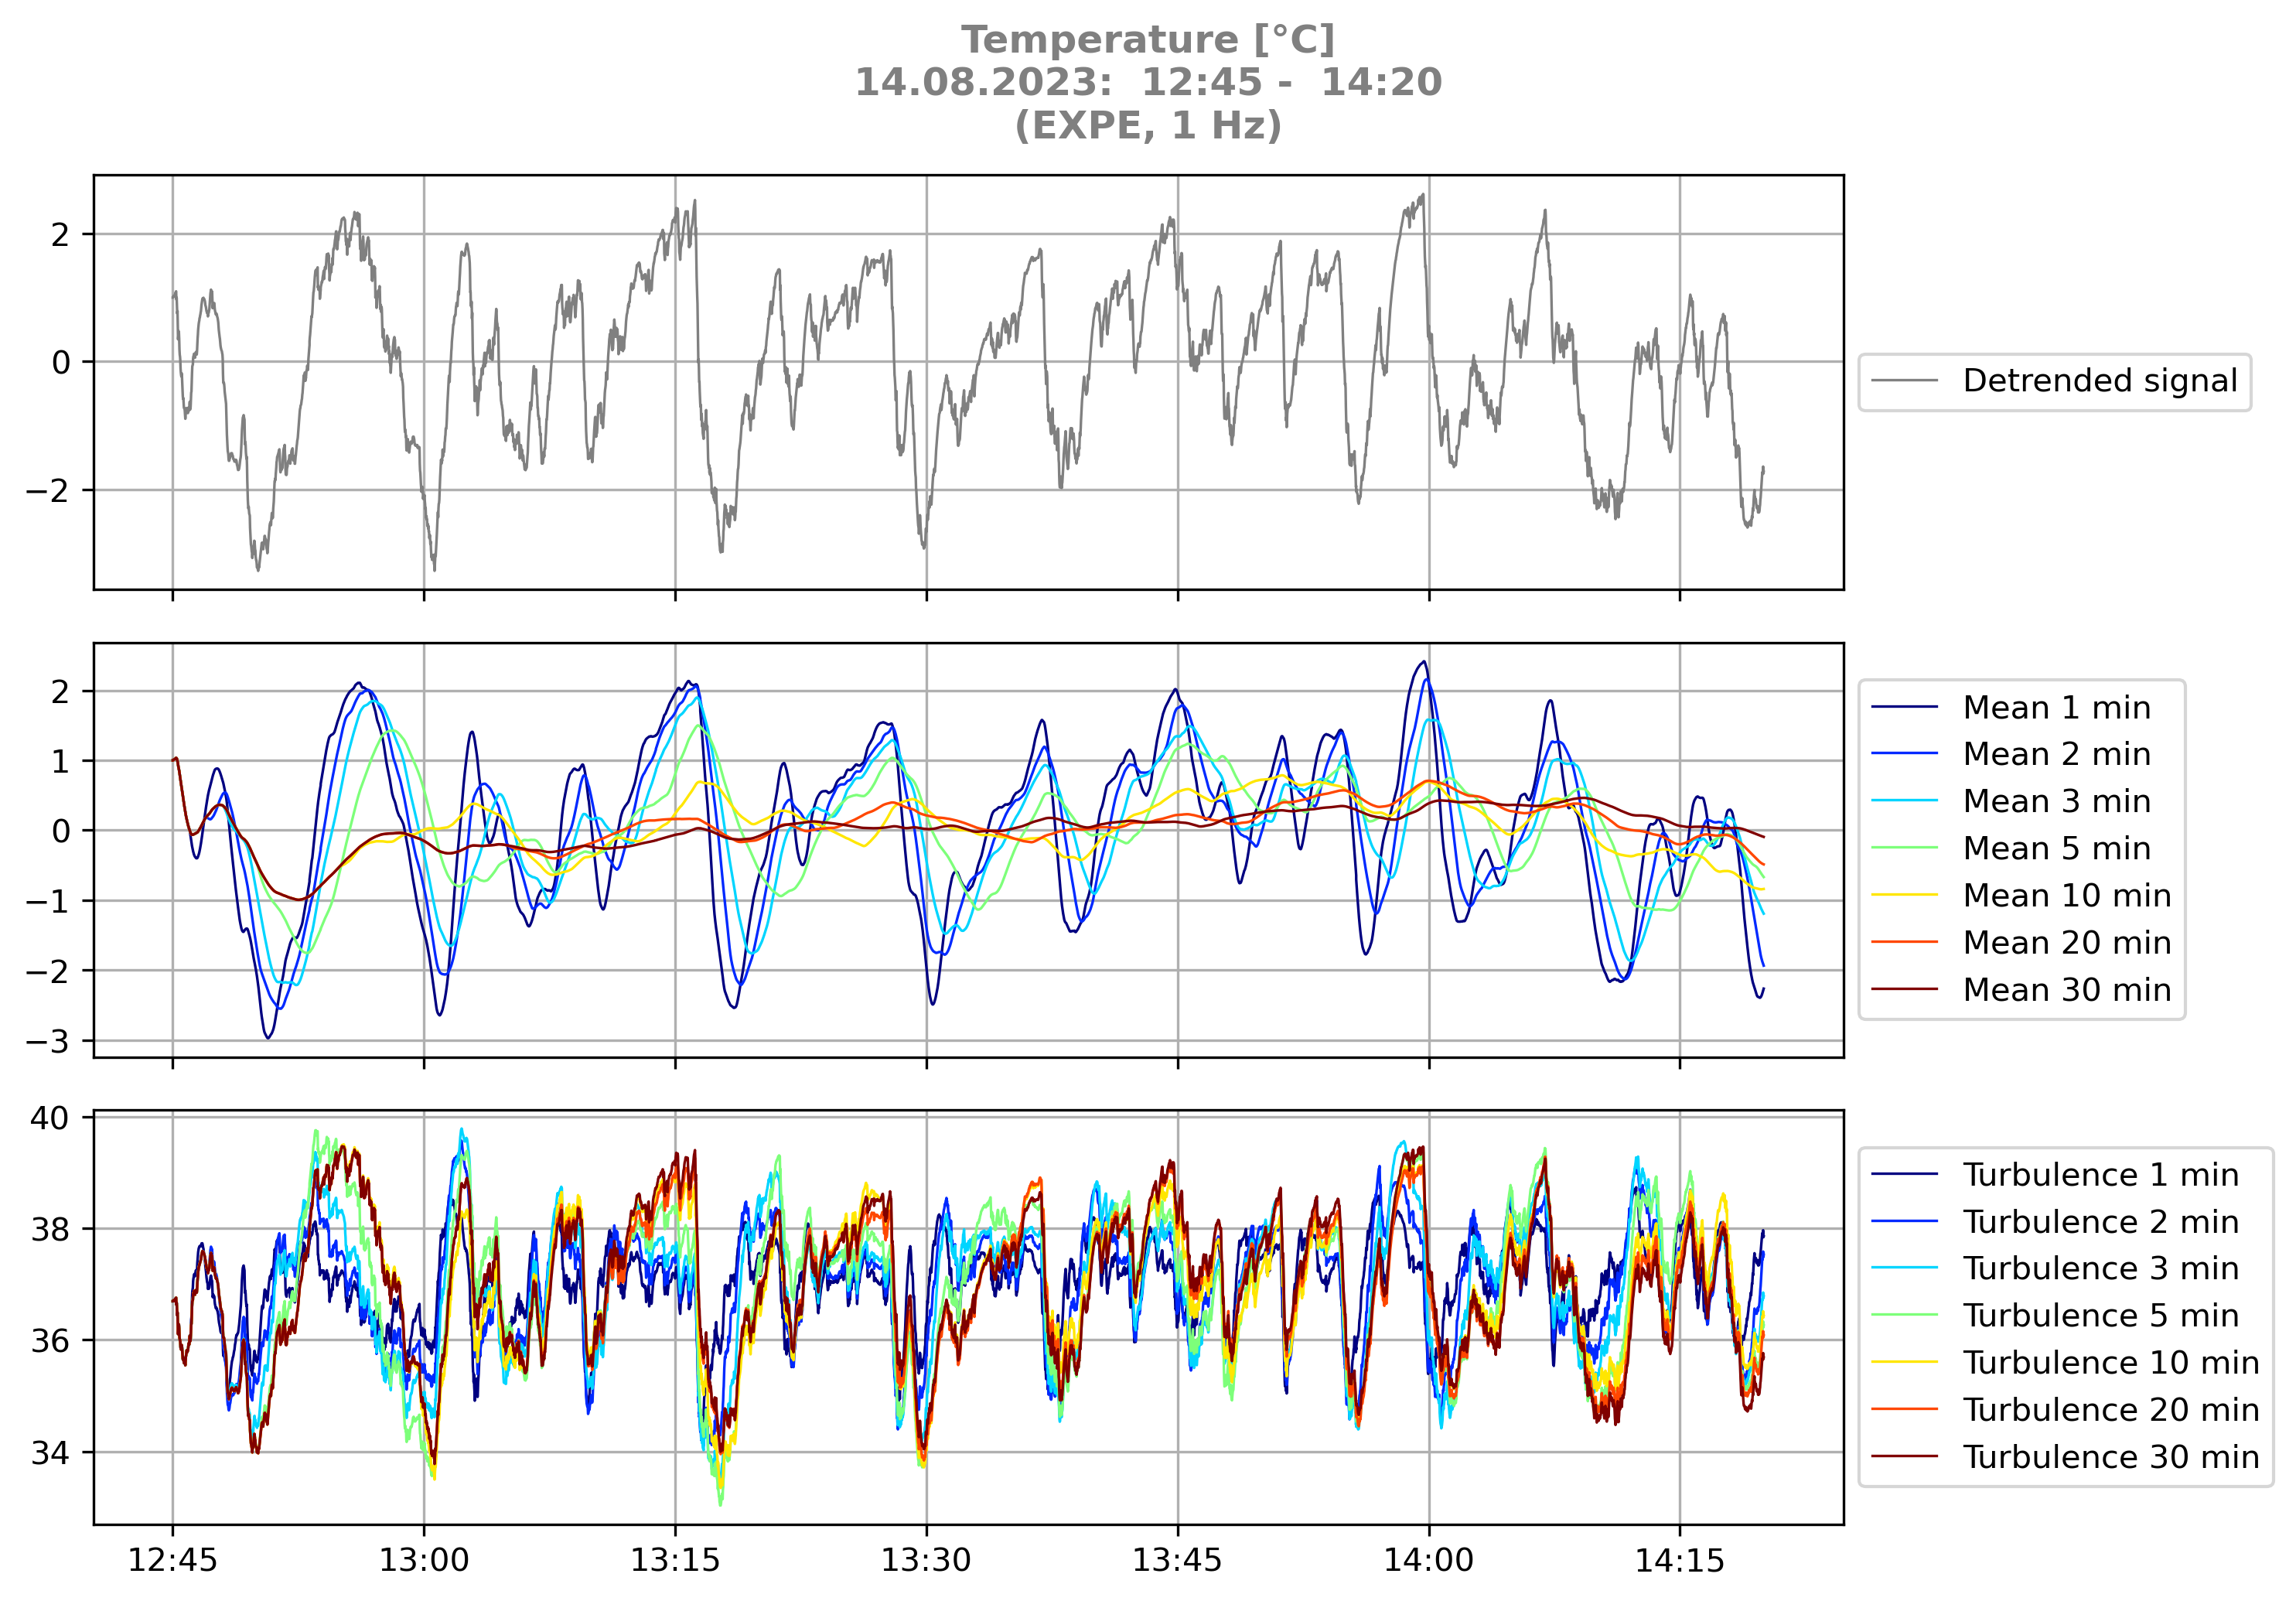 Temperature [°C]
14.08.2023:  12:45 -  14:20
(EXPE, 1 Hz)
2
0
−2
Detrended signal
2
1
0
−1
−2
−3
Mean 1 min
Mean 2 min
Mean 3 min
Mean 5 min
Mean 10 min
Mean 20 min
Mean 30 min
40
38
36
34
Turbulence 1 min
Turbulence 2 min
Turbulence 3 min
Turbulence 5 min
Turbulence 10 min
Turbulence 20 min
Turbulence 30 min
12:45 13:00 13:15 13:30 13:45 14:00 14:15